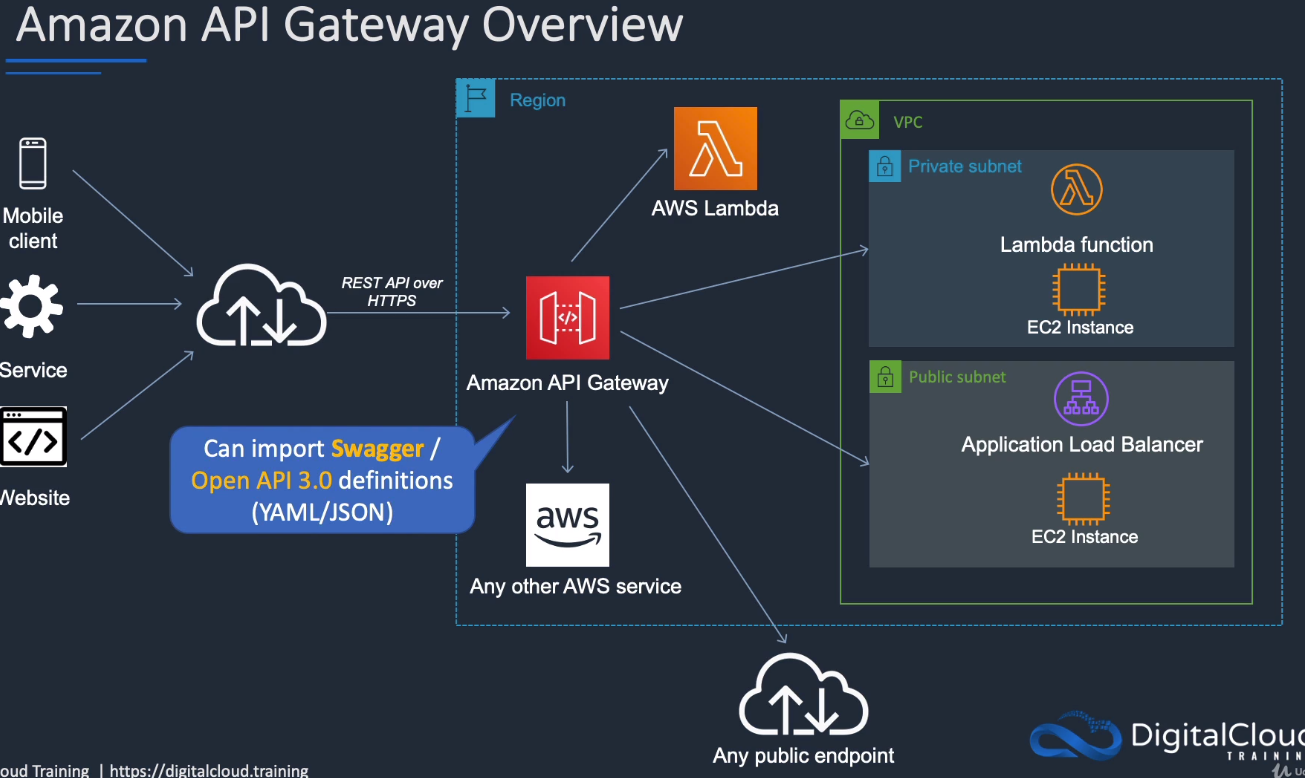 Amazon API Gateway Overview
Region
VPC
Private subnet
Mobile
client
AWS Lambda
Lambda function
REST API over
HTTPS
EC2 Instance
Service
Amazon API Gateway
Public subnet
Can import Swagger /
Open API 3.0 definitions
(YAML/JSON)
Application Load Balancer
Website
aws
EC2 Instance
Any other AWS service
Any public endpoint
DigitalCloud
TRAINING
oud Training | https://digitalcloud.training